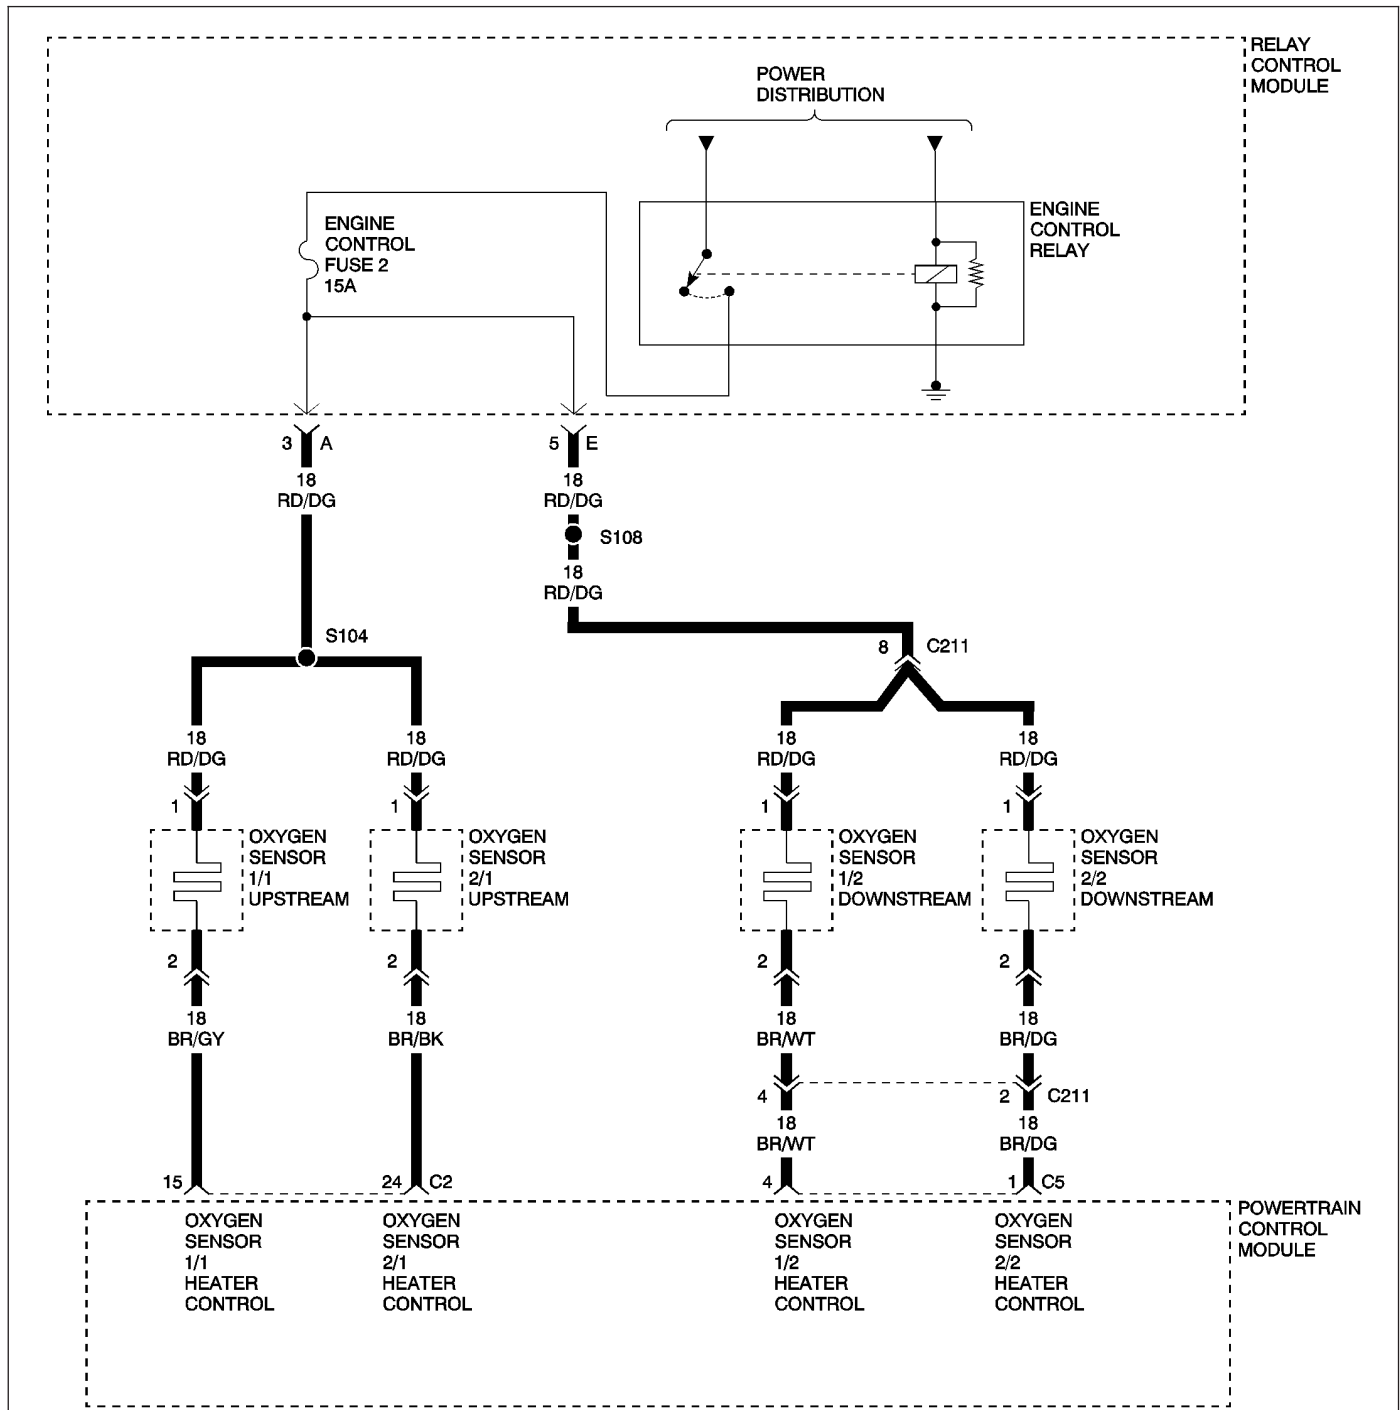 RELAY
CONTROL
MODULE
POWER
DISTRIBUTION
ENGINE
CONTROL
FUSE 2
15A
ENGINE
CONTROL
RELAY
3 A
5 E
18
RD/DG
18
RD/DG
S108
18
RD/DG
S104
8 C211
18
RD/DG
18
RD/DG
18
RD/DG
18
RD/DG
1
1
1
1
OXYGEN
SENSOR
1/1
UPSTREAM
OXYGEN
SENSOR
2/1
UPSTREAM
OXYGEN
SENSOR
1/2
DOWNSTREAM
OXYGEN
SENSOR
2/2
DOWNSTREAM
2
2
2
2
18
BR/GY
18
BR/BK
18
BR/WT
18
BR/DG
4
2 C211
18
BR/WT
18
BR/DG
15
24 C2
4
1 C5
POWERTRAIN
CONTROL
MODULE
OXYGEN
SENSOR
1/1
HEATER
CONTROL
OXYGEN
SENSOR
2/1
HEATER
CONTROL
OXYGEN
SENSOR
1/2
HEATER
CONTROL
OXYGEN
SENSOR
2/2
HEATER
CONTROL